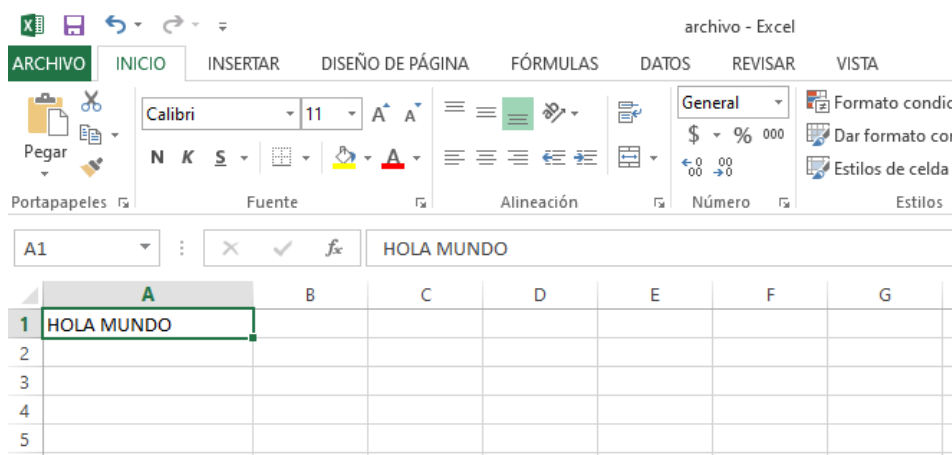 archivo - Excel
ARCHIVO INICIO INSERTAR DISEÑO DE PÁGINA FÓRMULAS DATOS REVISAR VISTA
Calibri 11 General Formato condic
$ % 000 Dar formato co
Pegar N K S A Estilos de celda
Portapapeles Fuente Alineación Número Estilos
A1 fx HOLA MUNDO
A B C D E F G
1 HOLA MUNDO
2
3
4
5